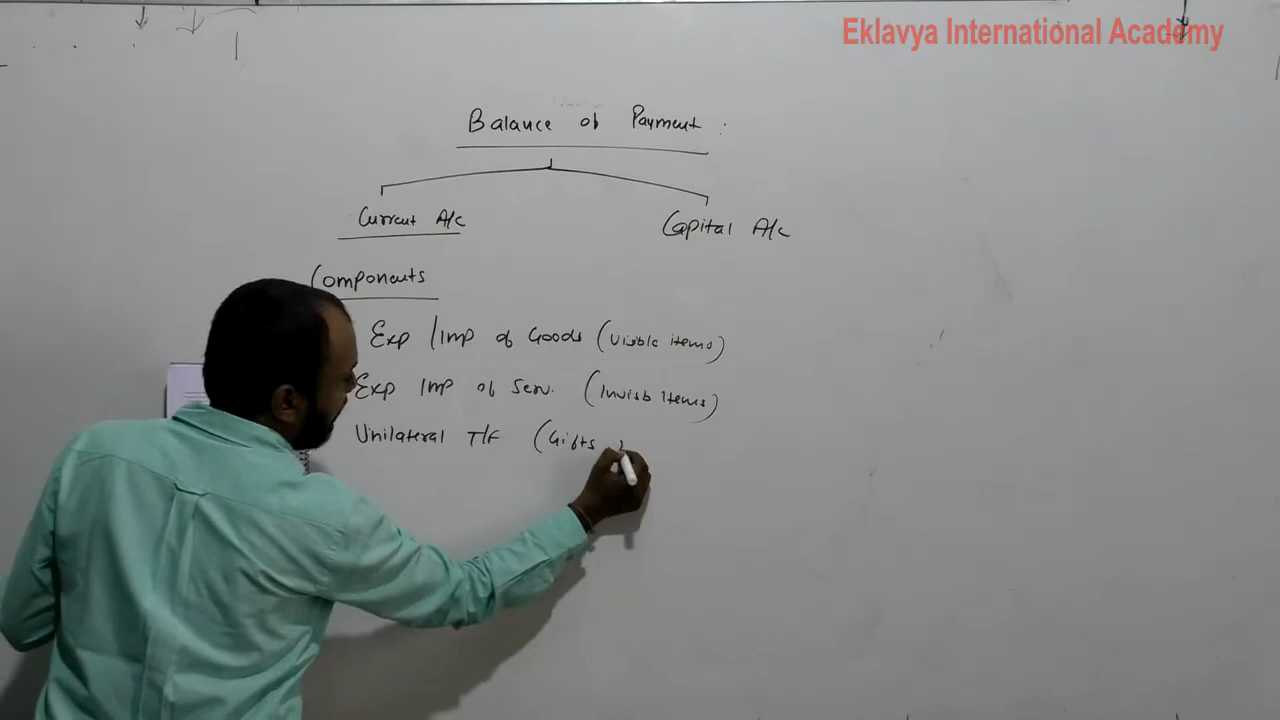 Eklavya International Academy
Balance of Payment :
Current A/c
Capital A/c
Components
Exp / Imp of Goods (Visible items)
Exp Imp of Serv. (Invisb Items)
Unilateral T/F (Gifts